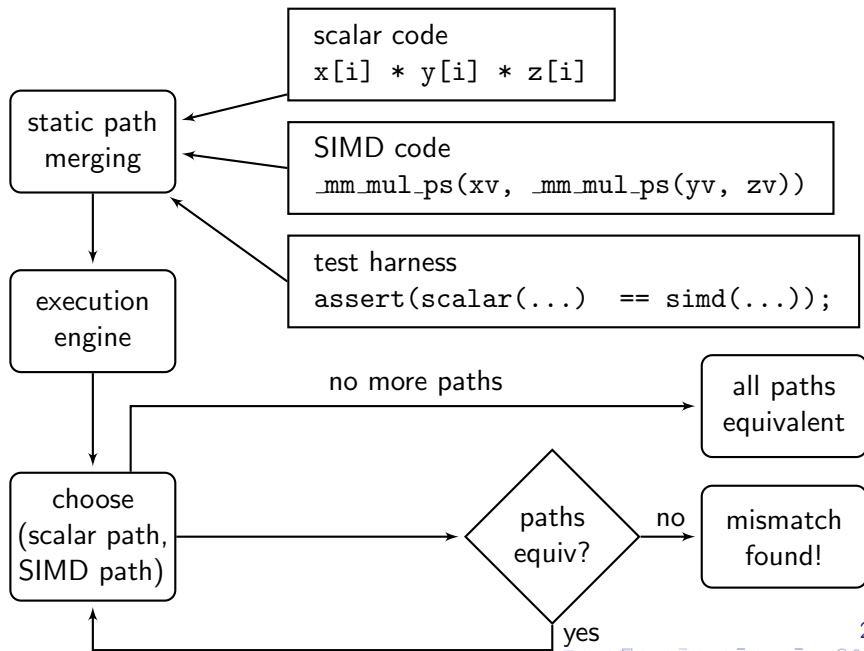 scalar code
x[i] * y[i] * z[i]
static path
merging
SIMD code
_mm_mul_ps(xv, _mm_mul_ps(yv, zv))
test harness
assert(scalar(...) == simd(...));
execution
engine
no more paths
all paths
equivalent
choose
(scalar path,
SIMD path)
paths
equiv?
no
mismatch
found!
yes
2